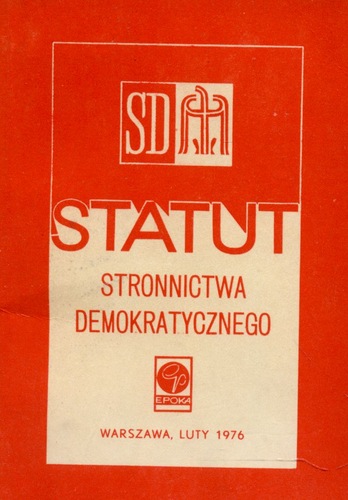 SD
STATUT
STRONNICTWA
DEMOKRATYCZNEGO
EPOKA
WARSZAWA, LUTY 1976